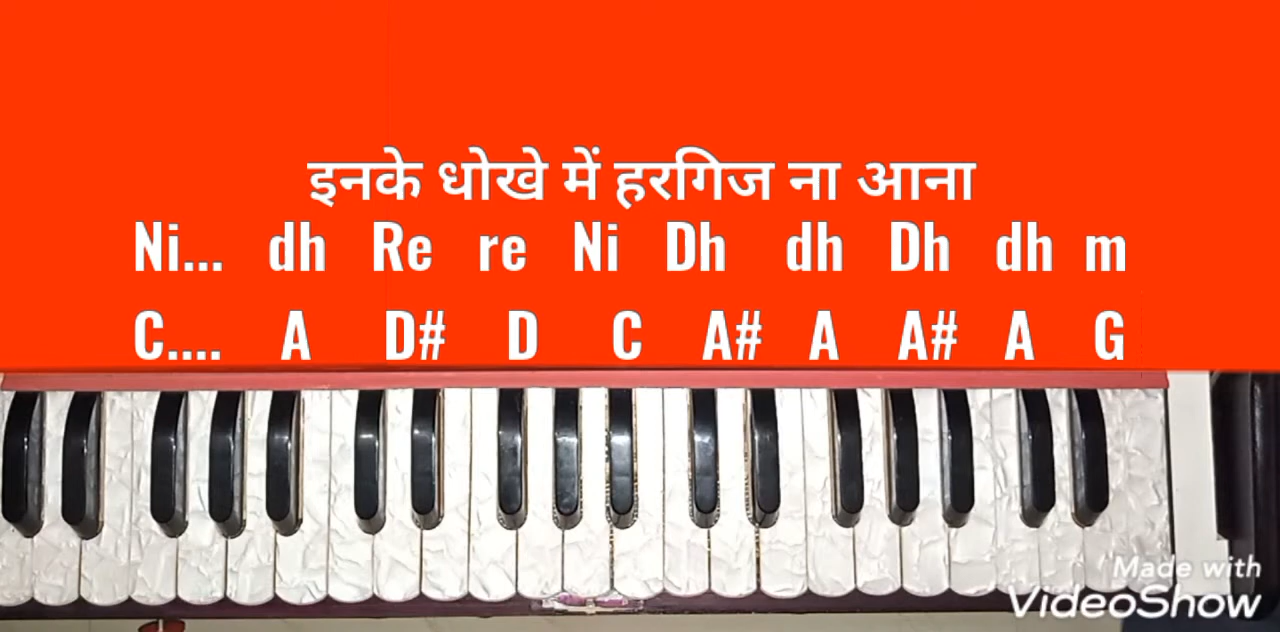 इनके धोखे में हरगिज ना आना
Ni... dh Re re Ni Dh dh Dh dh m
C.... A D# D C A# A A# A G
Made with
VideoShow